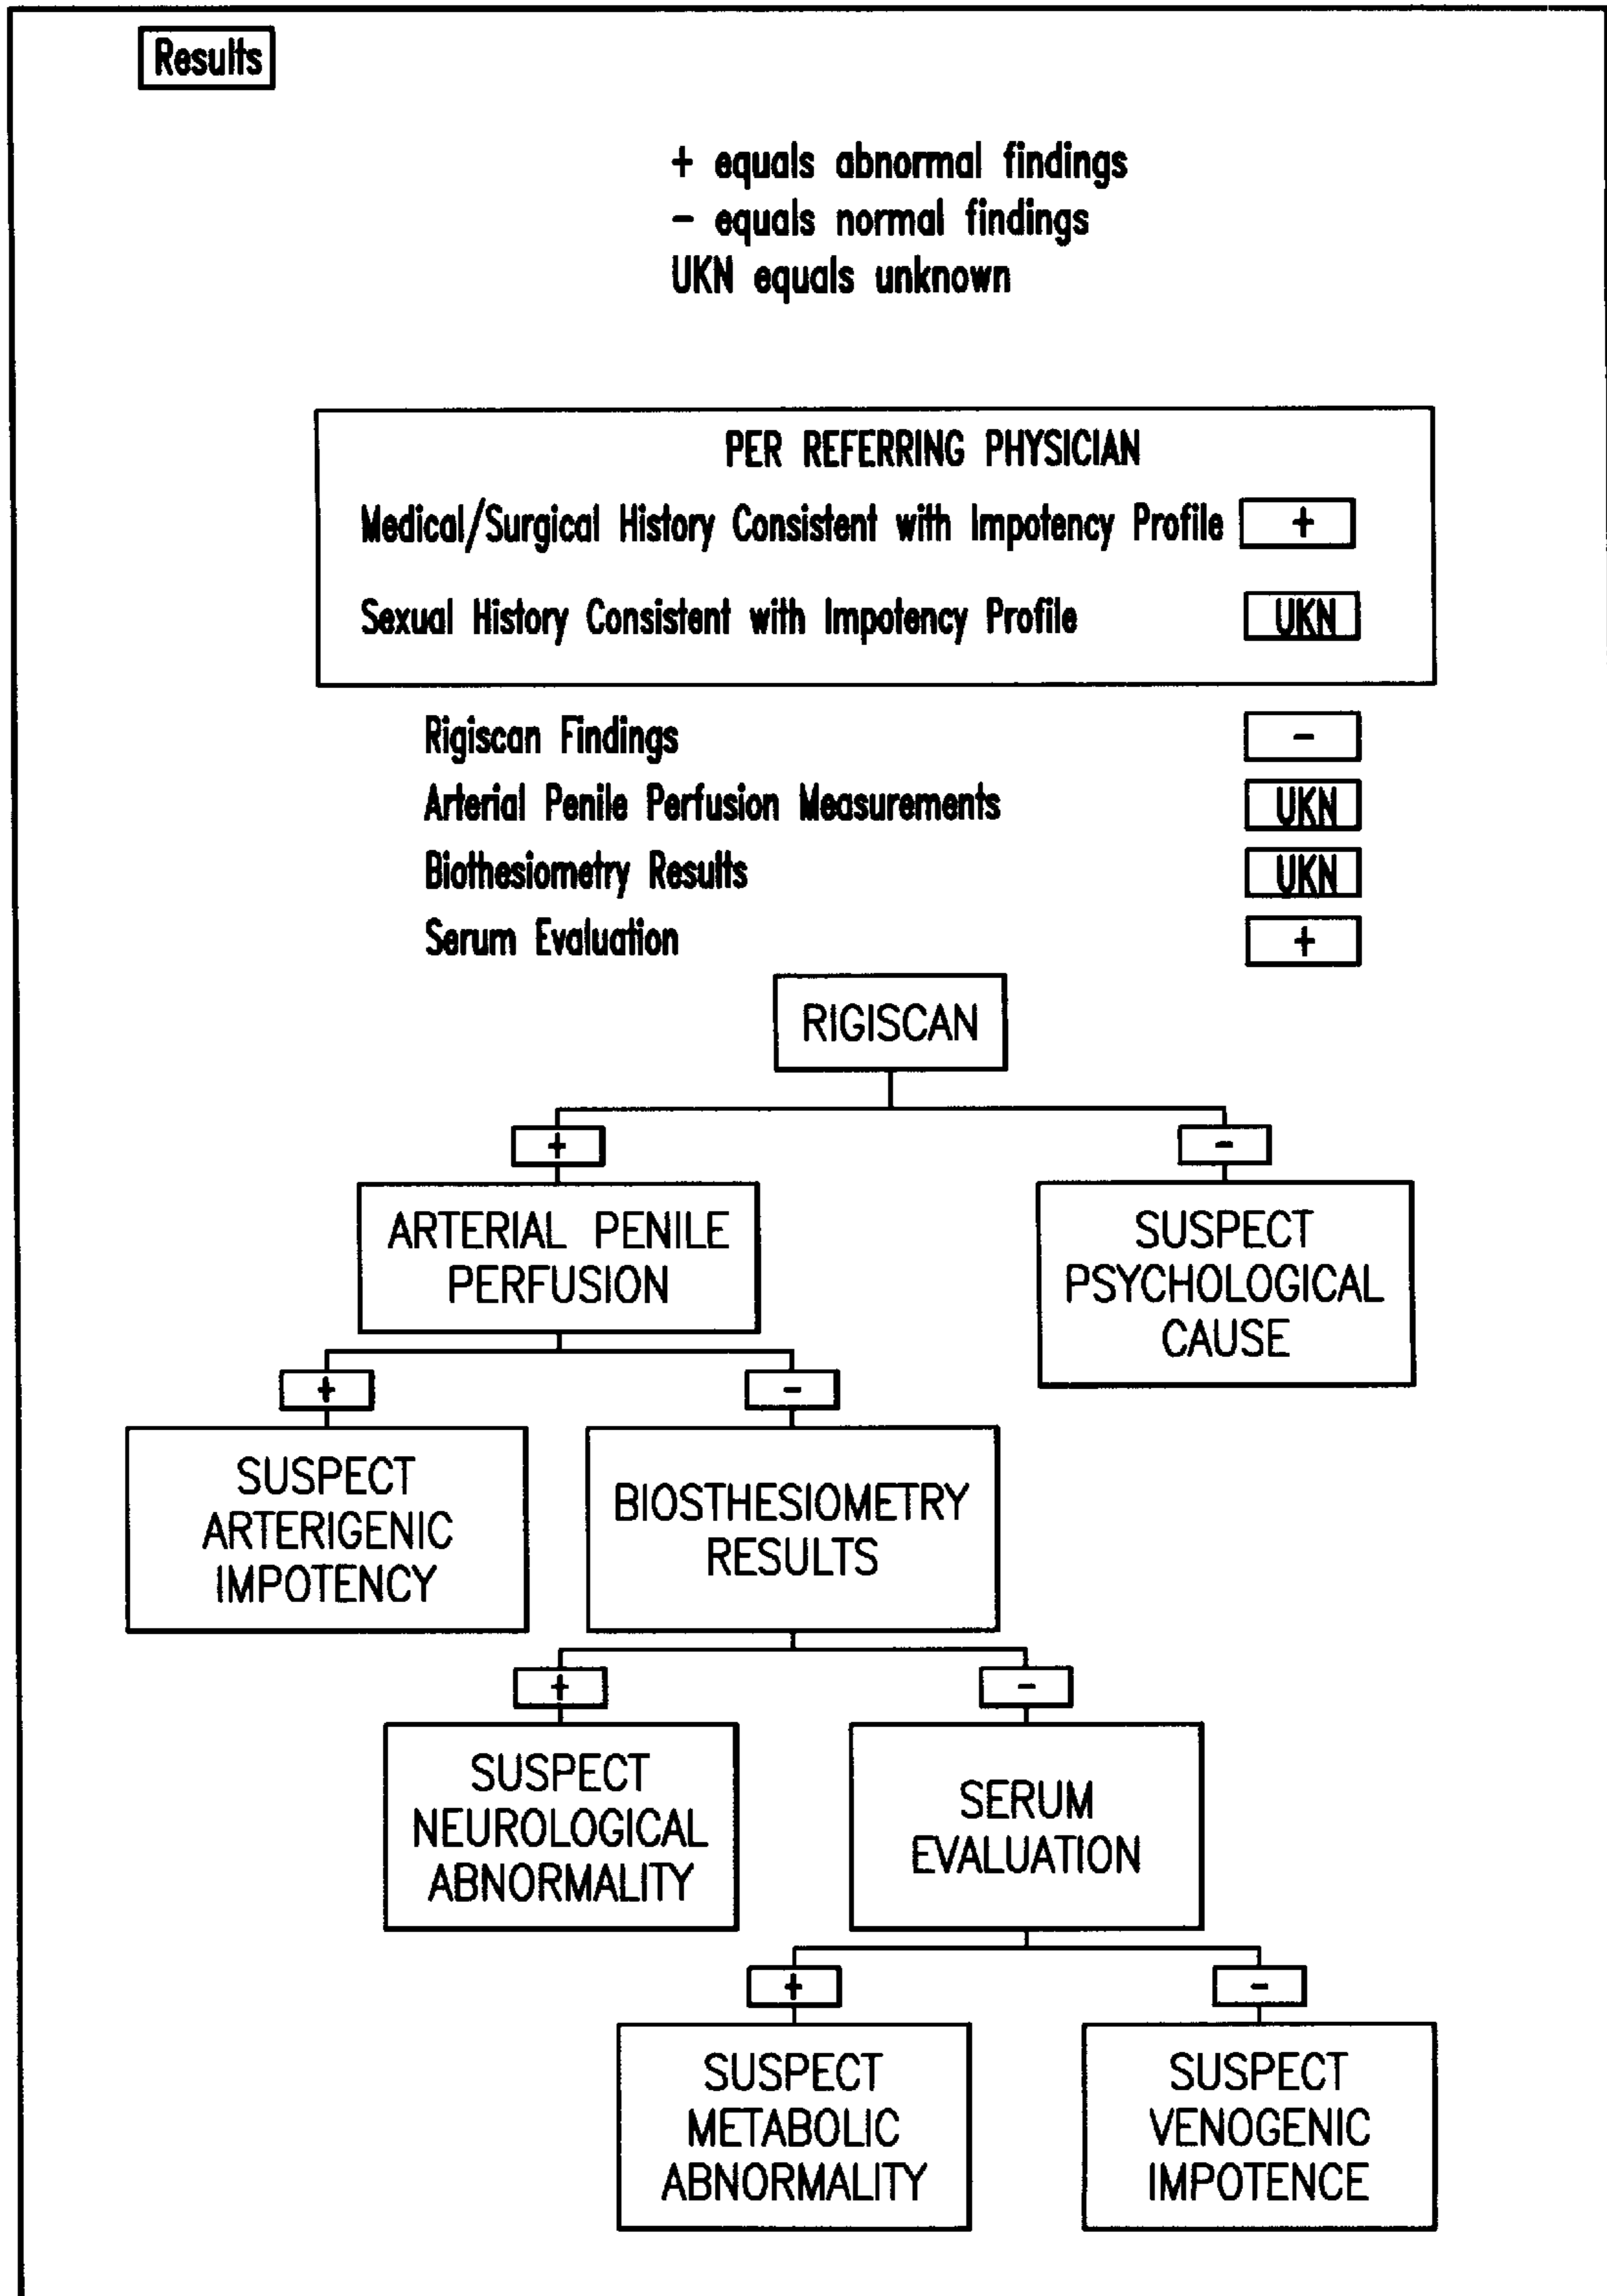 Results
+ equals abnormal findings
- equals normal findings
UKN equals unknown
PER REFERRING PHYSICIAN
Medical/Surgical History Consistent with Impotency Profile +
Sexual History Consistent with Impotency Profile UKN
Rigiscan Findings -
Arterial Penile Perfusion Measurements UKN
Biothesiometry Results UKN
Serum Evaluation +
RIGISCAN
+ -
ARTERIAL PENILE
PERFUSION
SUSPECT
PSYCHOLOGICAL
CAUSE
+ -
SUSPECT
ARTERIGENIC
IMPOTENCY
BIOSTHESIOMETRY
RESULTS
+ -
SUSPECT
NEUROLOGICAL
ABNORMALITY
SERUM
EVALUATION
+ -
SUSPECT
METABOLIC
ABNORMALITY
SUSPECT
VENOGENIC
IMPOTENCE